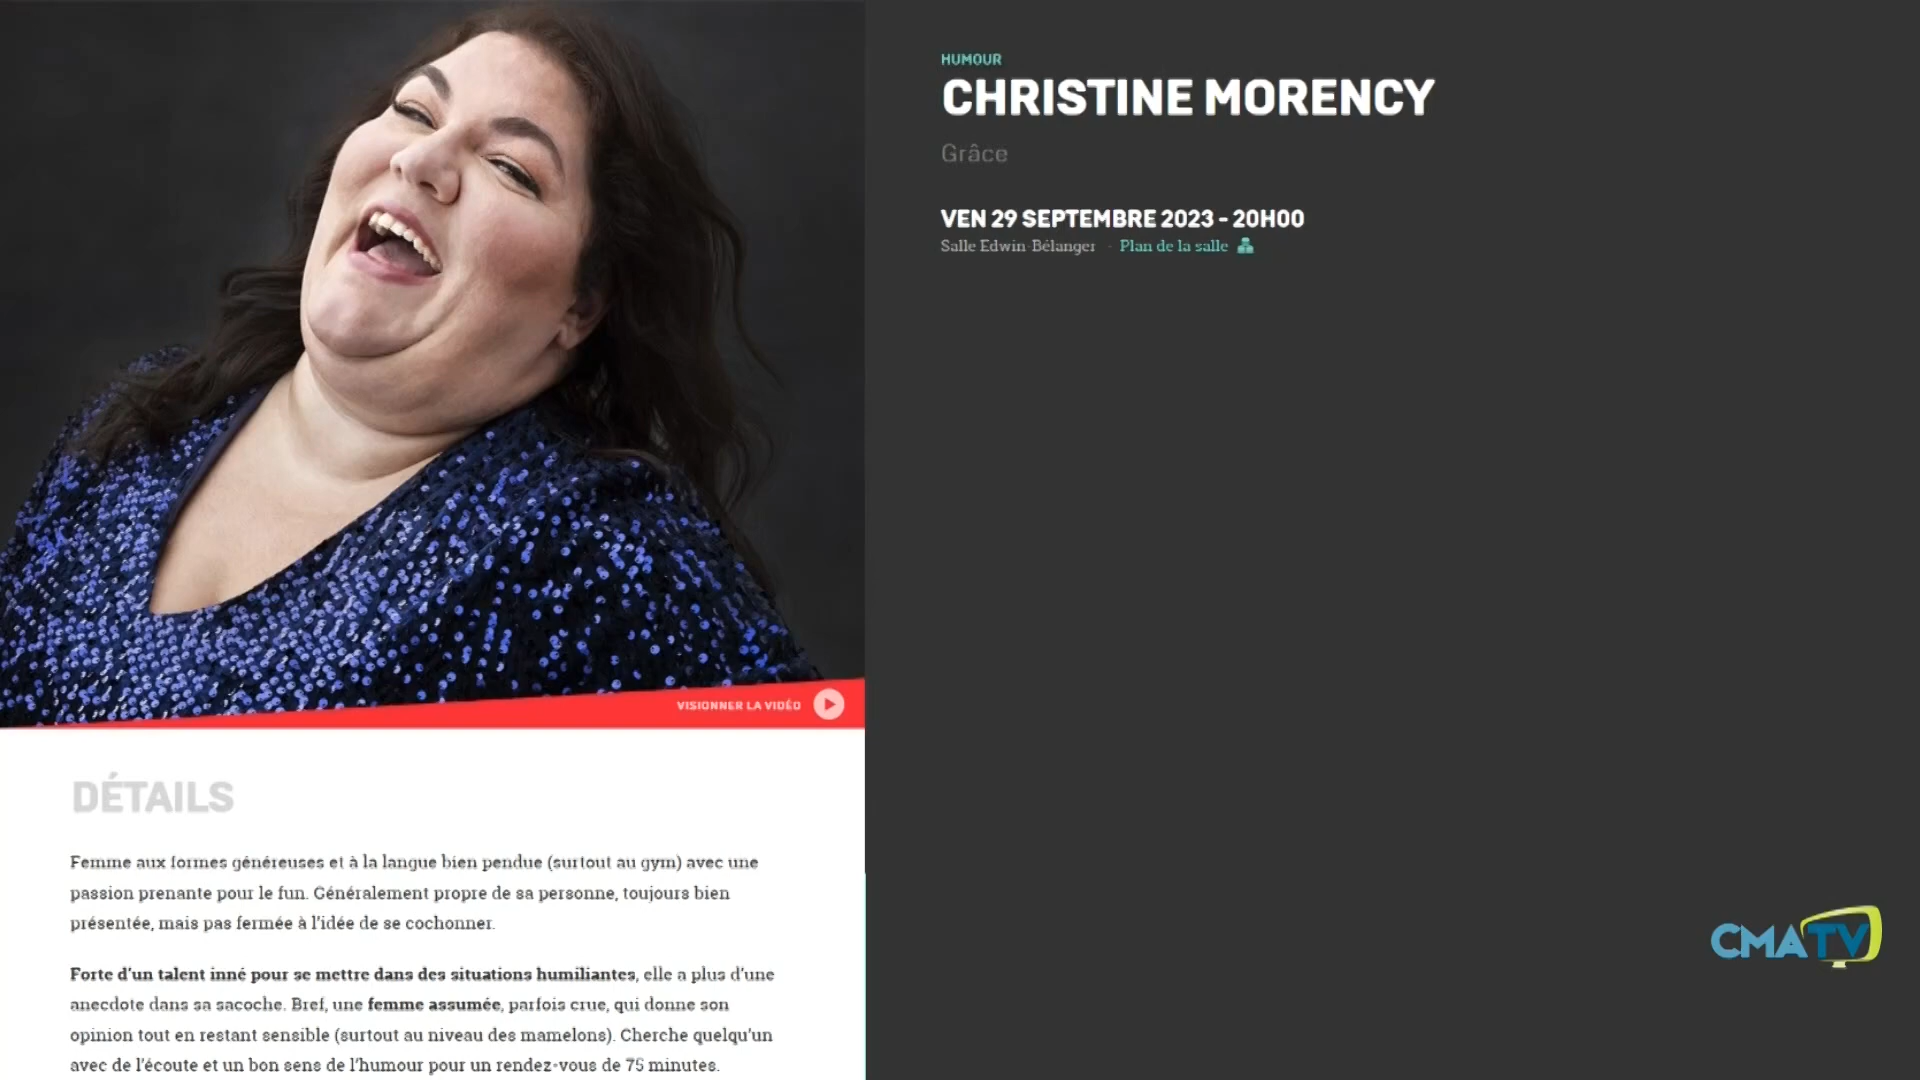 HUMOUR
CHRISTINE MORENCY
Grâce
VEN 29 SEPTEMBRE 2023 - 20H00
Salle Edwin-Bélanger - Plan de la salle
VISIONNER LA VIDÉO
DÉTAILS
Femme aux formes généreuses et à la langue bien pendue (surtout au gym) avec une
passion prenante pour le fun. Généralement propre de sa personne, toujours bien
présentée, mais pas fermée à l'idée de se cochonner.
Forte d'un talent inné pour se mettre dans des situations humiliantes, elle a plus d'une
anecdote dans sa sacoche. Bref, une femme assumée, parfois crue, qui donne son
opinion tout en restant sensible (surtout au niveau des mamelons). Cherche quelqu'un
avec de l'écoute et un bon sens de l'humour pour un rendez-vous de 75 minutes.
CMATV